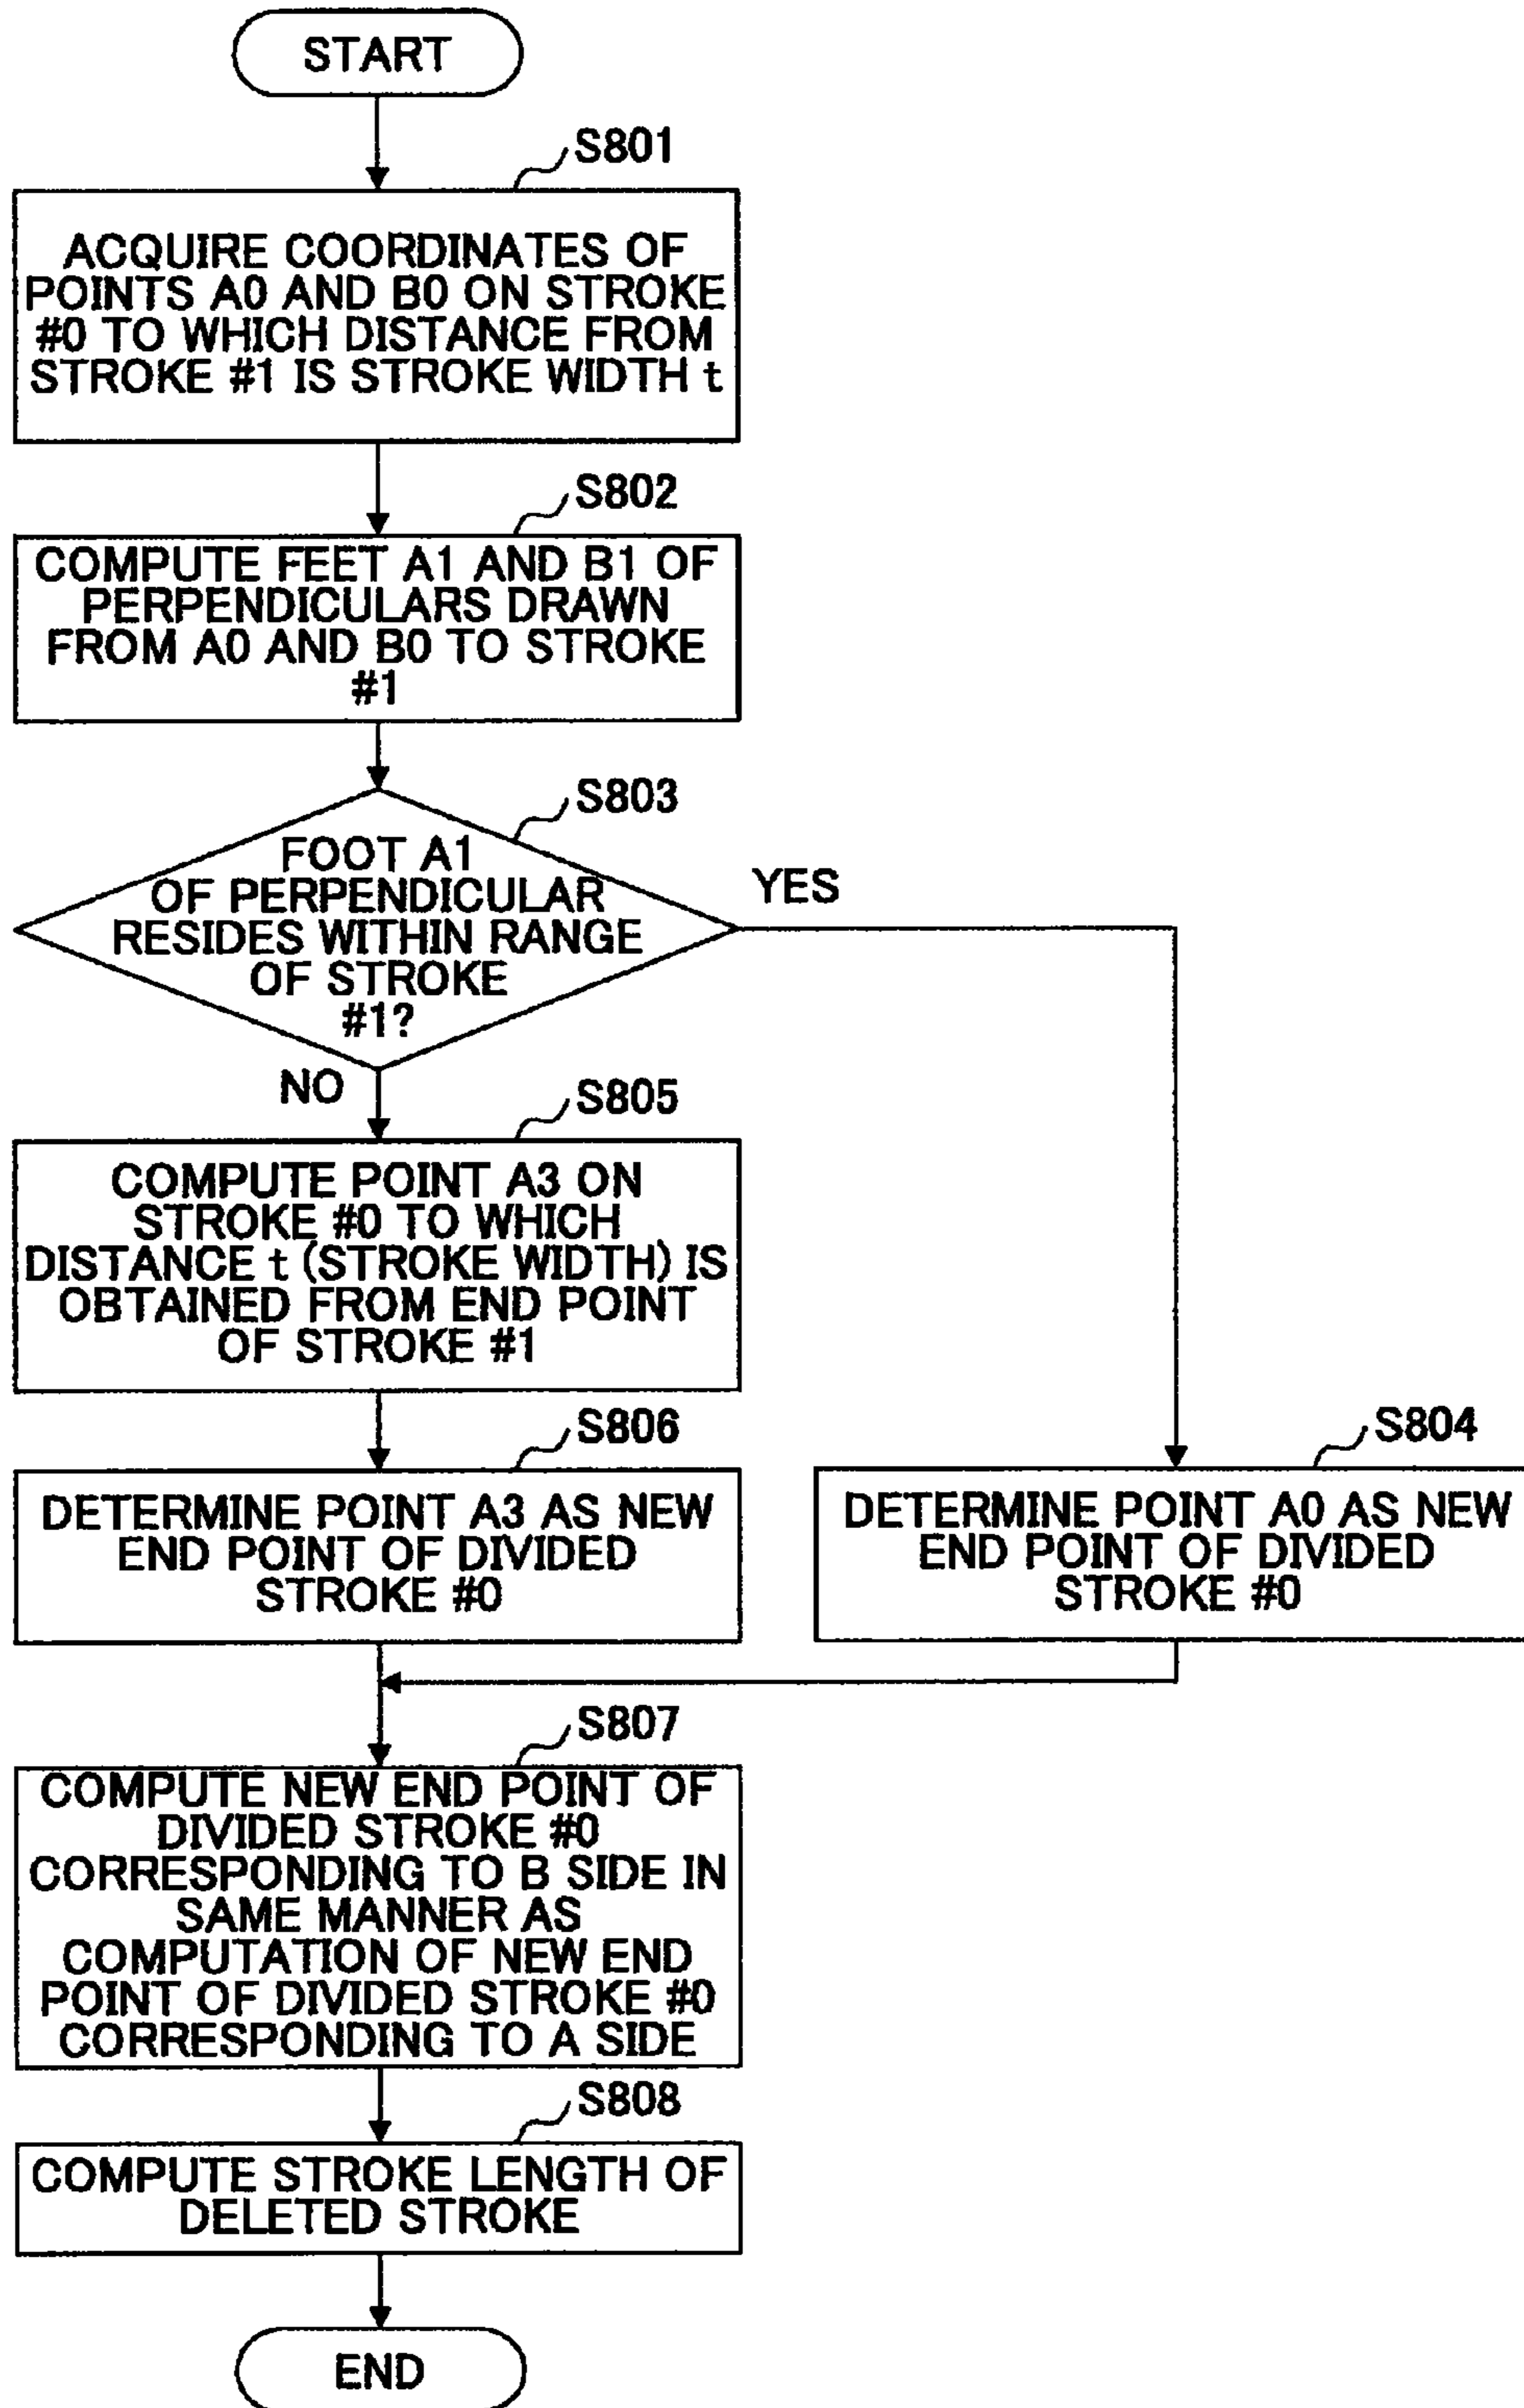 START
S801
ACQUIRE COORDINATES OF
POINTS A0 AND B0 ON STROKE
#0 TO WHICH DISTANCE FROM
STROKE #1 IS STROKE WIDTH t
S802
COMPUTE FEET A1 AND B1 OF
PERPENDICULARS DRAWN
FROM A0 AND B0 TO STROKE
#1
S803
FOOT A1
OF PERPENDICULAR
RESIDES WITHIN RANGE
OF STROKE
#1?
YES
NO
S805
COMPUTE POINT A3 ON
STROKE #0 TO WHICH
DISTANCE t (STROKE WIDTH) IS
OBTAINED FROM END POINT
OF STROKE #1
S806
DETERMINE POINT A3 AS NEW
END POINT OF DIVIDED
STROKE #0
S804
DETERMINE POINT A0 AS NEW
END POINT OF DIVIDED
STROKE #0
S807
COMPUTE NEW END POINT OF
DIVIDED STROKE #0
CORRESPONDING TO B SIDE IN
SAME MANNER AS
COMPUTATION OF NEW END
POINT OF DIVIDED STROKE #0
CORRESPONDING TO A SIDE
S808
COMPUTE STROKE LENGTH OF
DELETED STROKE
END